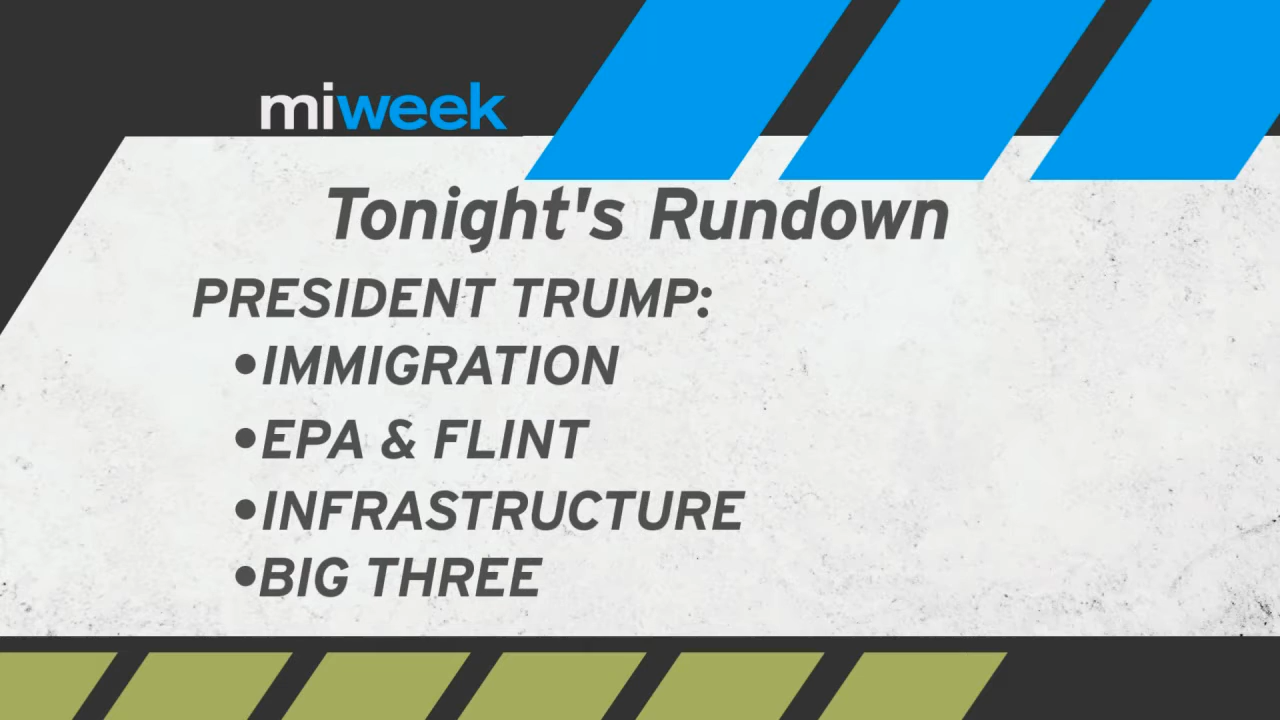 miweek
Tonight's Rundown
PRESIDENT TRUMP:
•IMMIGRATION
•EPA & FLINT
•INFRASTRUCTURE
•BIG THREE